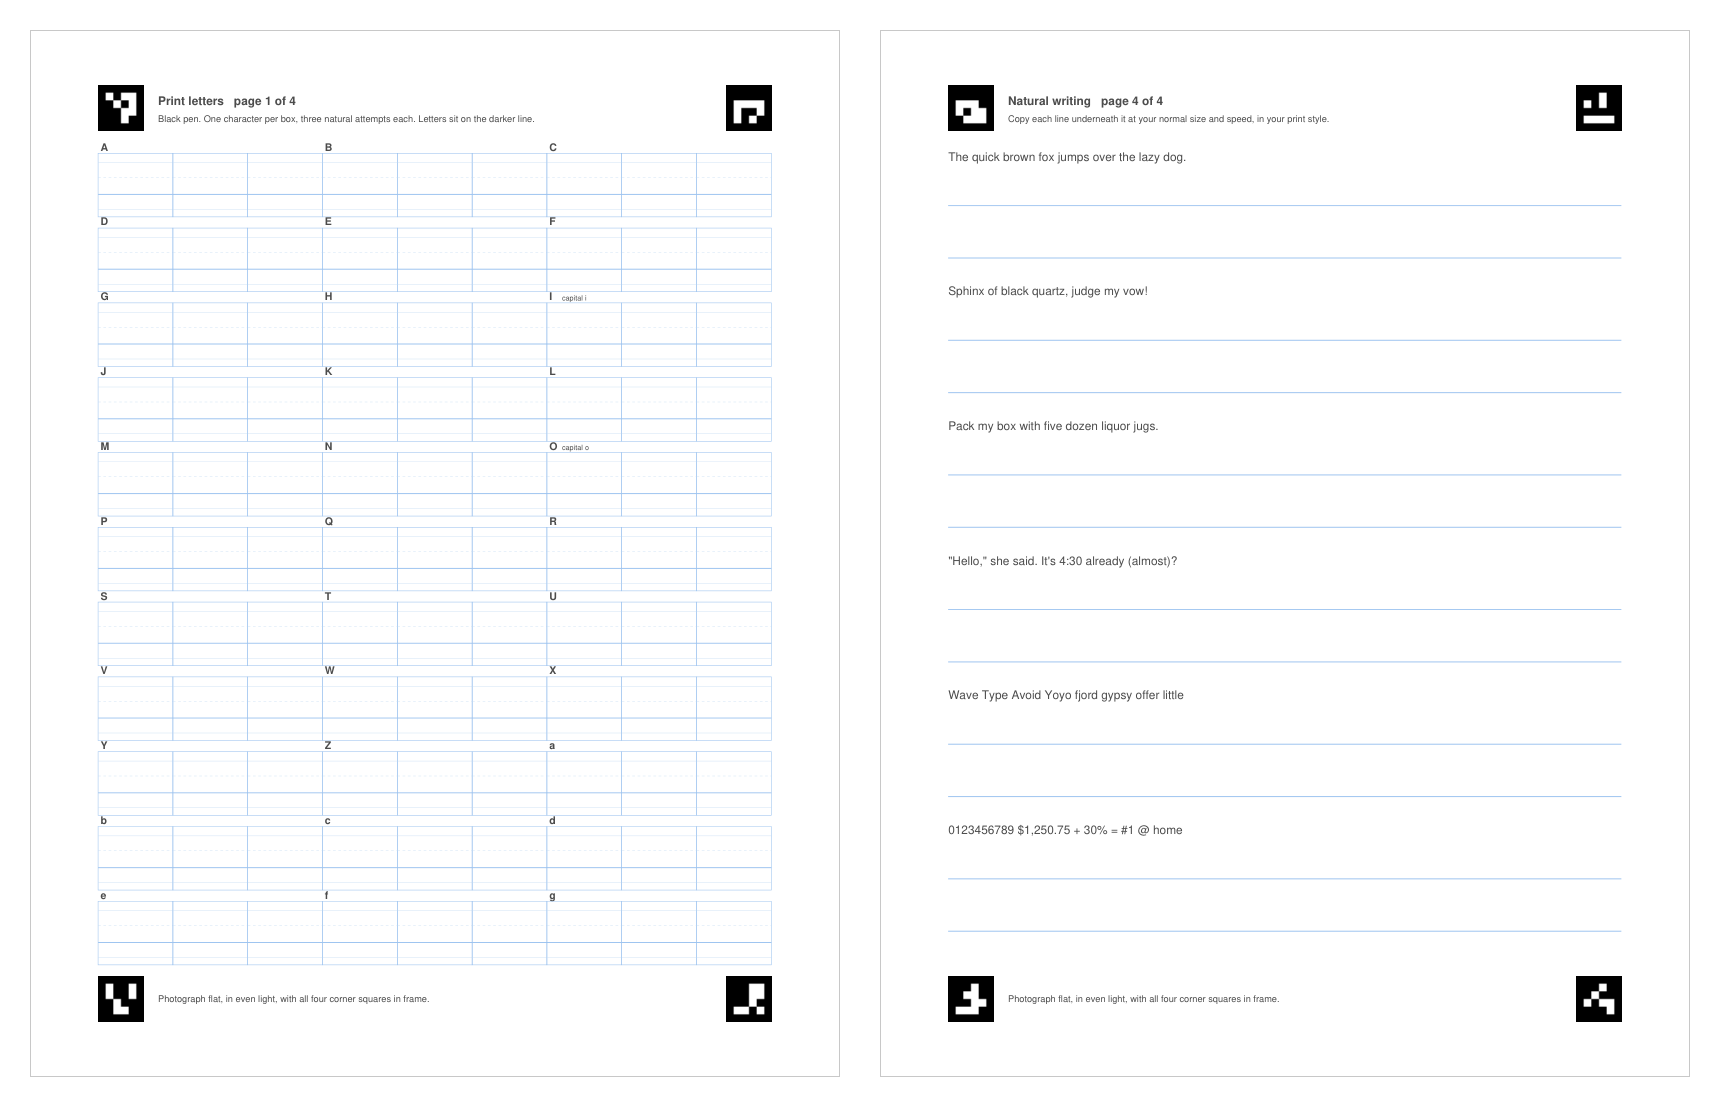 Print letters page 1 of 4
Black pen. One character per box, three natural attempts each. Letters sit on the darker line.
A B C
D E F
G H I capital i
J K L
M N O capital o
P Q R
S T U
V W X
Y Z a
b c d
e f g
Photograph flat, in even light, with all four corner squares in frame.
Natural writing page 4 of 4
Copy each line underneath it at your normal size and speed, in your print style.
The quick brown fox jumps over the lazy dog.
Sphinx of black quartz, judge my vow!
Pack my box with five dozen liquor jugs.
"Hello," she said. It's 4:30 already (almost)?
Wave Type Avoid Yoyo fjord gypsy offer little
0123456789 $1,250.75 + 30% = #1 @ home
Photograph flat, in even light, with all four corner squares in frame.